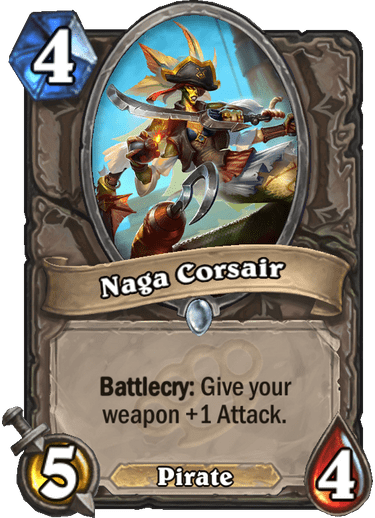 4
Naga Corsair
Battlecry: Give your
weapon +1 Attack.
5
Pirate
4